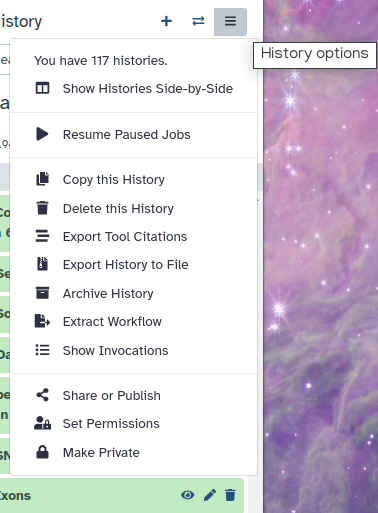 istory
History options
You have 117 histories.
Show Histories Side-by-Side
Resume Paused Jobs
Copy this History
Delete this History
Export Tool Citations
Export History to File
Archive History
Extract Workflow
Show Invocations
Share or Publish
Set Permissions
Make Private
Exons